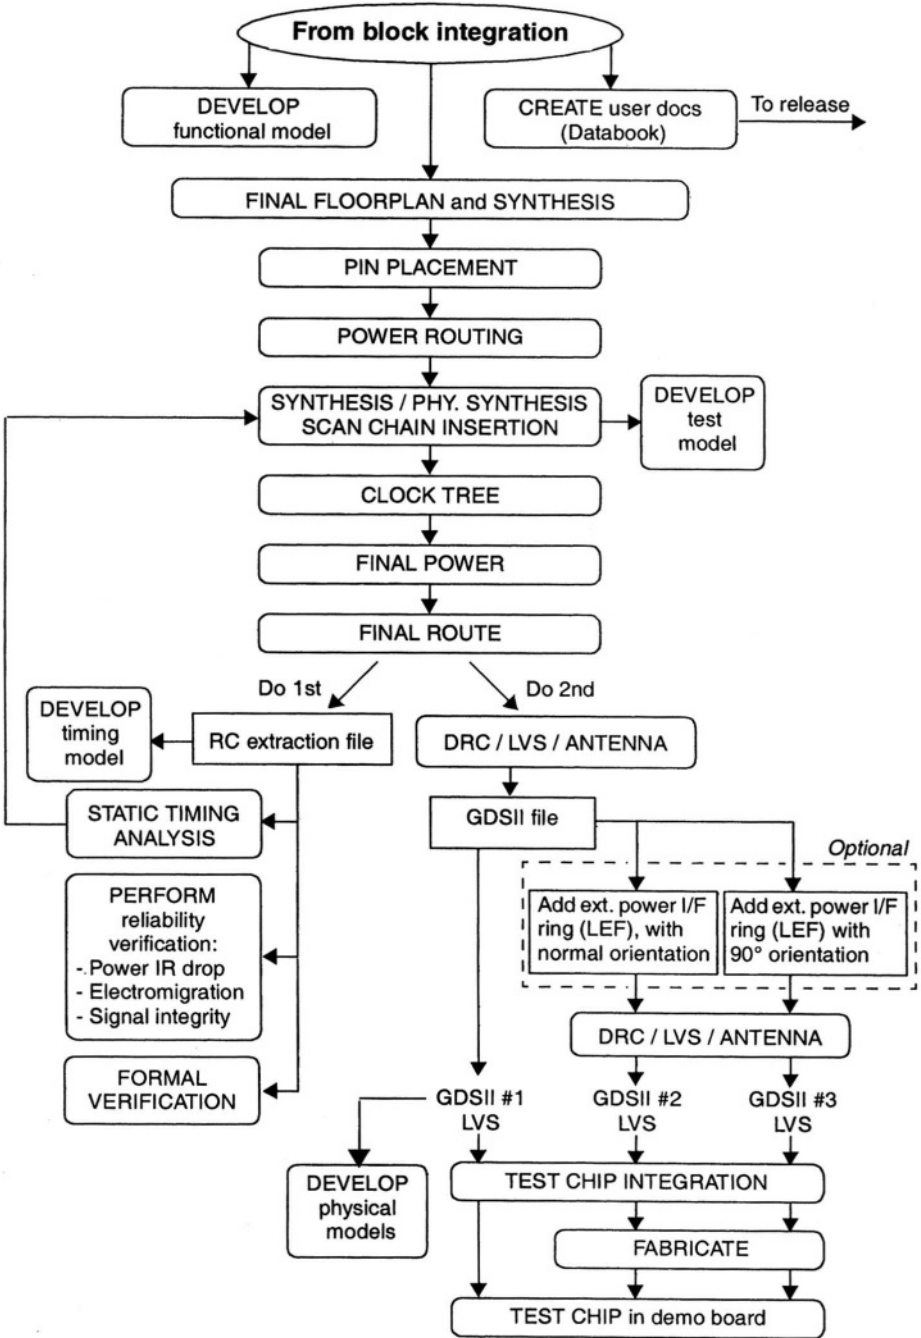 From block integration
DEVELOP
functional model
CREATE user docs
(Databook)
To release
FINAL FLOORPLAN and SYNTHESIS
PIN PLACEMENT
POWER ROUTING
SYNTHESIS / PHY. SYNTHESIS
SCAN CHAIN INSERTION
DEVELOP
test
model
CLOCK TREE
FINAL POWER
FINAL ROUTE
Do 1st
Do 2nd
DEVELOP
timing
model
RC extraction file
DRC / LVS / ANTENNA
STATIC TIMING
ANALYSIS
GDSII file
Optional
PERFORM
reliability
verification:
- Power IR drop
- Electromigration
- Signal integrity
Add ext. power I/F
ring (LEF), with
normal orientation
Add ext. power I/F
ring (LEF) with
90° orientation
DRC / LVS / ANTENNA
FORMAL
VERIFICATION
GDSII #1
LVS
GDSII #2
LVS
GDSII #3
LVS
DEVELOP
physical
models
TEST CHIP INTEGRATION
FABRICATE
TEST CHIP in demo board